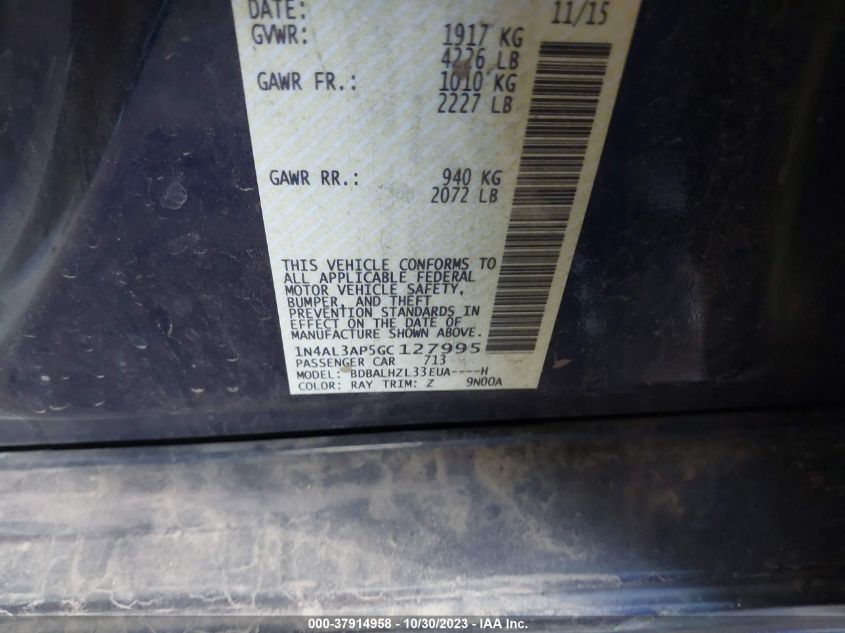 DATE: 11/15
GVWR: 1917 KG
4226 LB
GAWR FR.: 1010 KG
2227 LB
GAWR RR.: 940 KG
2072 LB
THIS VEHICLE CONFORMS TO
ALL APPLICABLE FEDERAL
MOTOR VEHICLE SAFETY,
BUMPER, AND THEFT
PREVENTION STANDARDS IN
EFFECT ON THE DATE OF
MANUFACTURE SHOWN ABOVE.
1N4AL3AP5GC127995
PASSENGER CAR 713
MODEL: BDBALHZL33EUA----H
COLOR: RAY TRIM: Z 9N00A
000-37914958 - 10/30/2023 - IAA Inc.